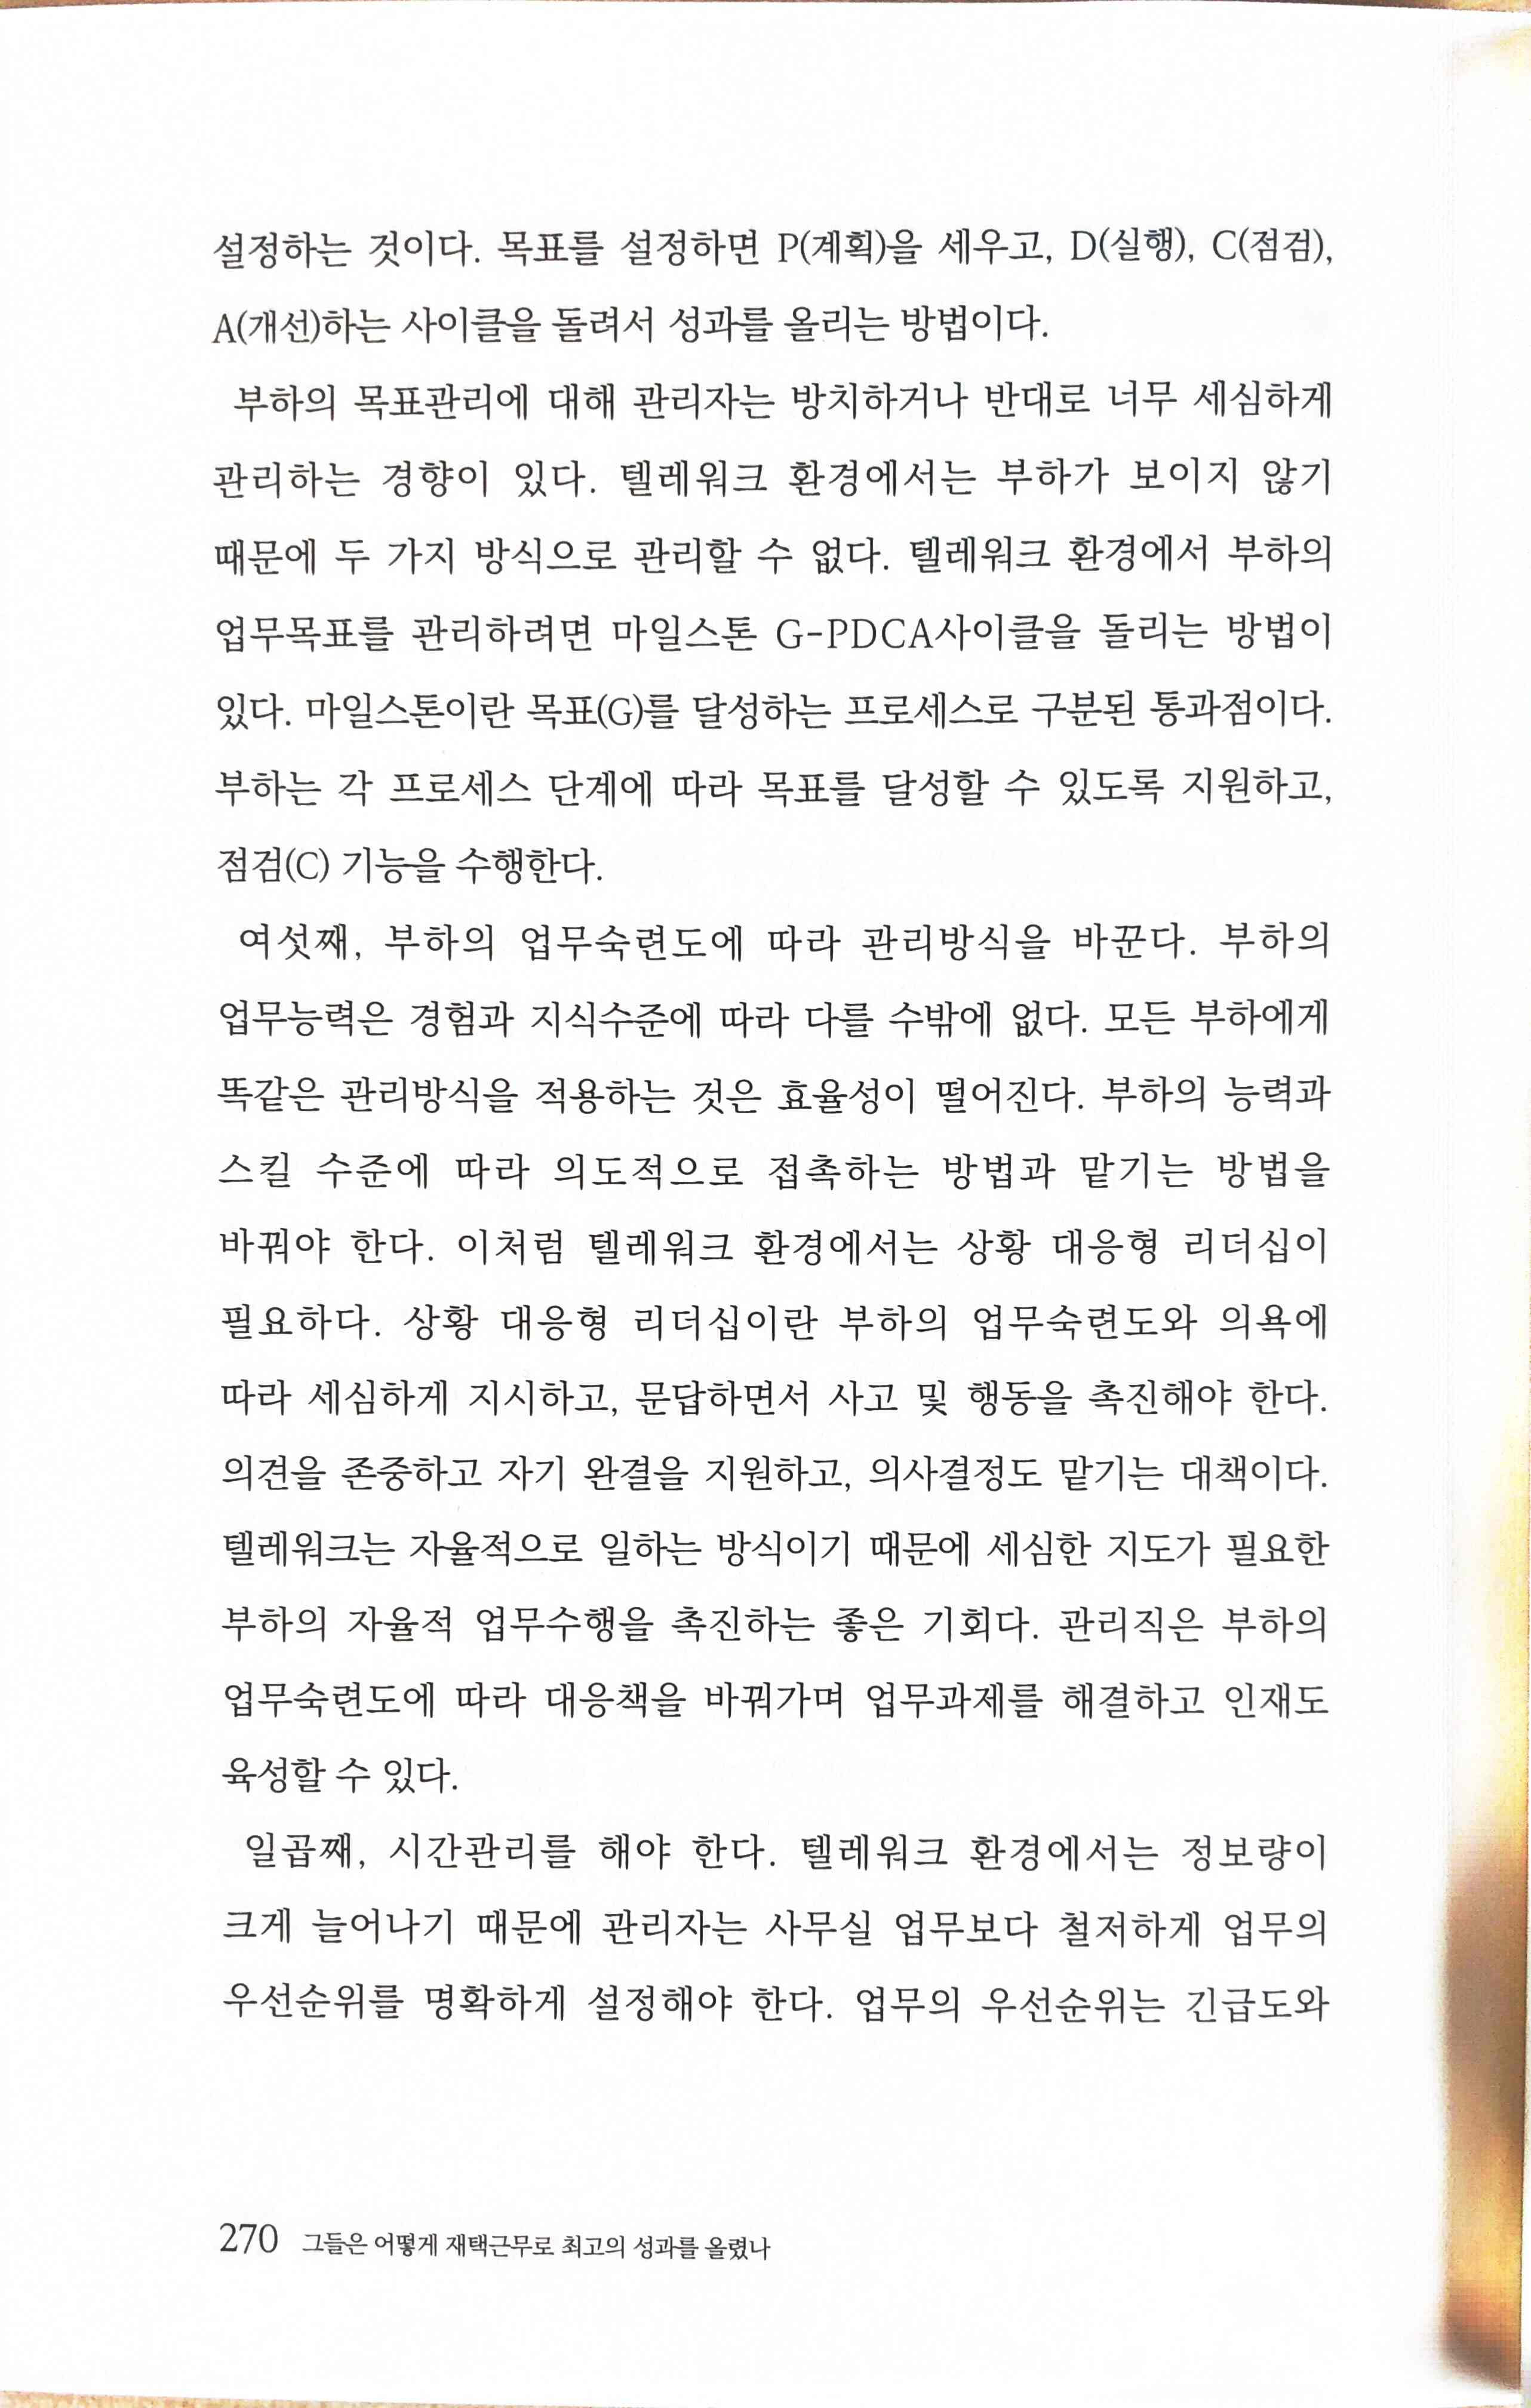 설정하는 것이다. 목표를 설정하면 P(계획)을 세우고, D(실행), C(점검),
A(개선)하는 사이클을 돌려서 성과를 올리는 방법이다.
부하의 목표관리에 대해 관리자는 방치하거나 반대로 너무 세심하게
관리하는 경향이 있다. 텔레워크 환경에서는 부하가 보이지 않기
때문에 두 가지 방식으로 관리할 수 없다. 텔레워크 환경에서 부하의
업무목표를 관리하려면 마일스톤 G-PDCA사이클을 돌리는 방법이
있다. 마일스톤이란 목표(G)를 달성하는 프로세스로 구분된 통과점이다.
부하는 각 프로세스 단계에 따라 목표를 달성할 수 있도록 지원하고,
점검(C) 기능을 수행한다.
여섯째, 부하의 업무숙련도에 따라 관리방식을 바꾼다. 부하의
업무능력은 경험과 지식수준에 따라 다를 수밖에 없다. 모든 부하에게
똑같은 관리방식을 적용하는 것은 효율성이 떨어진다. 부하의 능력과
스킬 수준에 따라 의도적으로 접촉하는 방법과 맡기는 방법을
바꿔야 한다. 이처럼 텔레워크 환경에서는 상황 대응형 리더십이
필요하다. 상황 대응형 리더십이란 부하의 업무숙련도와 의욕에
따라 세심하게 지시하고, 문답하면서 사고 및 행동을 촉진해야 한다.
의견을 존중하고 자기 완결을 지원하고, 의사결정도 맡기는 대책이다.
텔레워크는 자율적으로 일하는 방식이기 때문에 세심한 지도가 필요한
부하의 자율적 업무수행을 촉진하는 좋은 기회다. 관리직은 부하의
업무숙련도에 따라 대응책을 바꿔가며 업무과제를 해결하고 인재도
육성할 수 있다.
일곱째, 시간관리를 해야 한다. 텔레워크 환경에서는 정보량이
크게 늘어나기 때문에 관리자는 사무실 업무보다 철저하게 업무의
우선순위를 명확하게 설정해야 한다. 업무의 우선순위는 긴급도와
270 그들은 어떻게 재택근무로 최고의 성과를 올렸나